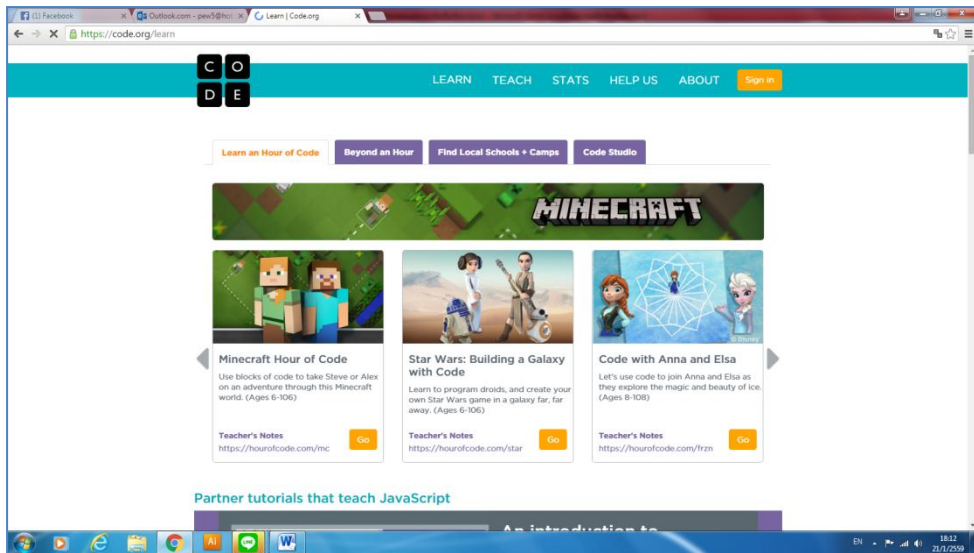 (1) Facebook
Outlook.com - pew5@ho
Learn | Code.org
https://code.org/learn
C O
D E
LEARN TEACH STATS HELP US ABOUT Sign in
Learn an Hour of Code Beyond an Hour Find Local Schools + Camps Code Studio
MINECRAFT
© Disney
Minecraft Hour of Code
Use blocks of code to take Steve or Alex
on an adventure through this Minecraft
world. (Ages 6-106)
Teacher's Notes
https://hourofcode.com/mc
Go
Star Wars: Building a Galaxy
with Code
Learn to program droids, and create your
own Star Wars game in a galaxy far, far
away. (Ages 6-106)
Teacher's Notes
https://hourofcode.com/star
Go
Code with Anna and Elsa
Let's use code to join Anna and Elsa as
they explore the magic and beauty of ice.
(Ages 8-108)
Teacher's Notes
https://hourofcode.com/frzn
Go
Partner tutorials that teach JavaScript
An introduction to
Ai
LINE
W
EN
18:12
21/1/2559